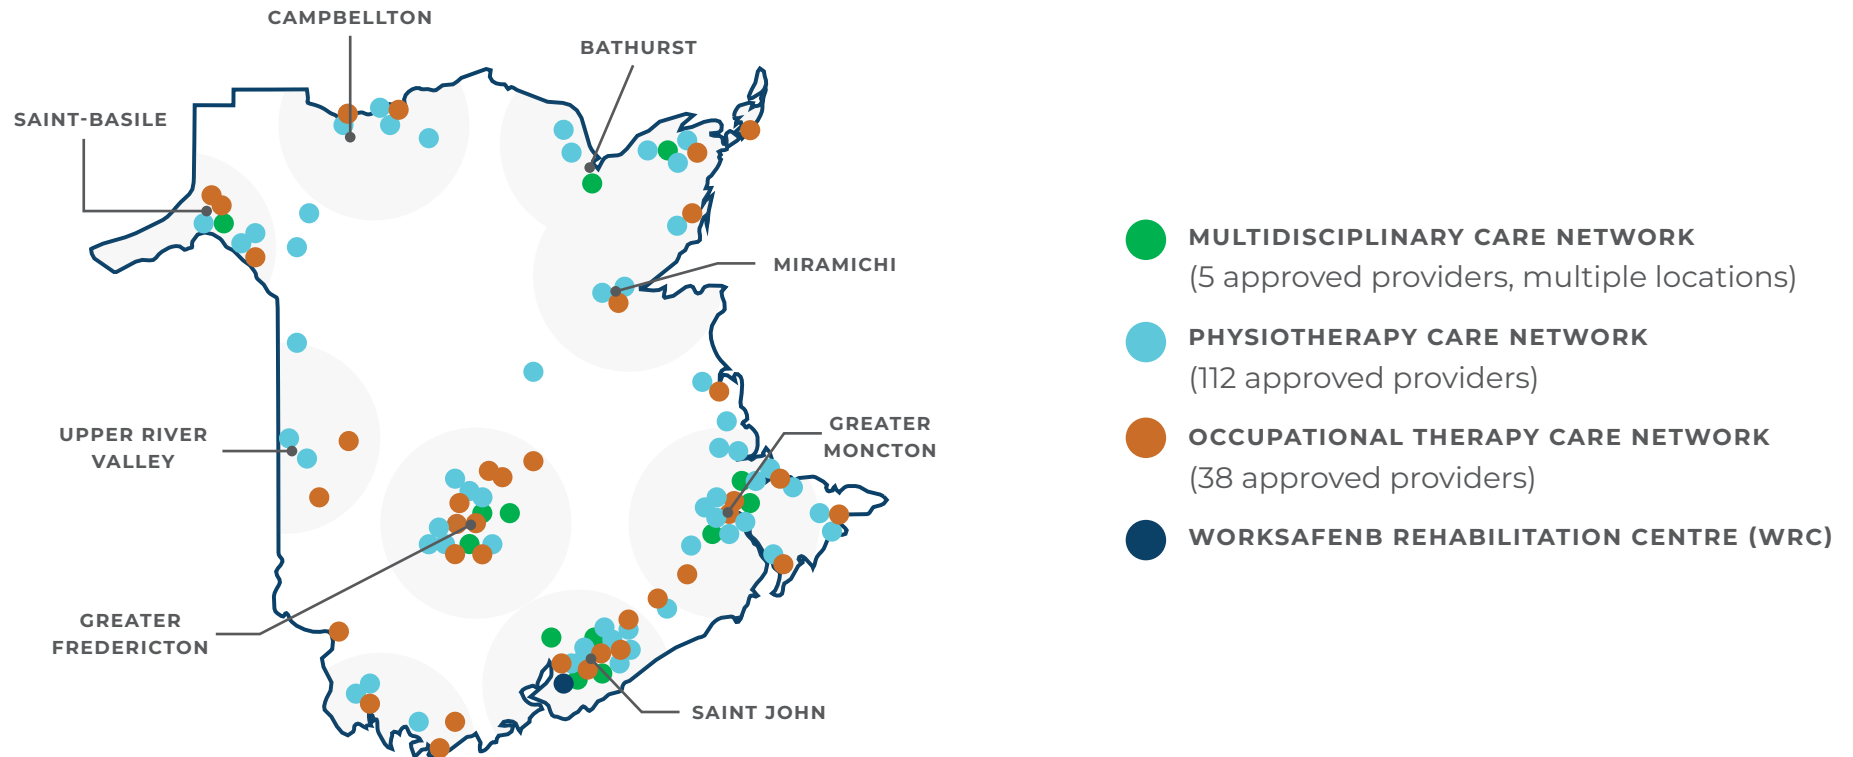 CAMPBELLTON
BATHURST
SAINT-BASILE
MIRAMICHI
UPPER RIVER
VALLEY
GREATER
MONCTON
GREATER
FREDERICTON
SAINT JOHN
MULTIDISCIPLINARY CARE NETWORK
(5 approved providers, multiple locations)
PHYSIOTHERAPY CARE NETWORK
(112 approved providers)
OCCUPATIONAL THERAPY CARE NETWORK
(38 approved providers)
WORKSAFENB REHABILITATION CENTRE (WRC)